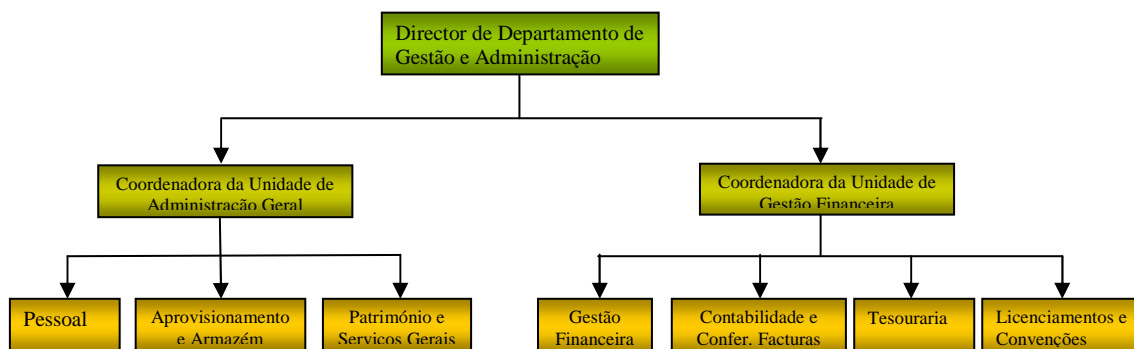 Director de Departamento de
Gestão e Administração
Coordenadora da Unidade de
Administração Geral
Coordenadora da Unidade de
Gestão Financeira
Pessoal
Aprovisionamento
e Armazém
Património e
Serviços Gerais
Gestão
Financeira
Contabilidade e
Confer. Facturas
Tesouraria
Licenciamentos e
Convenções